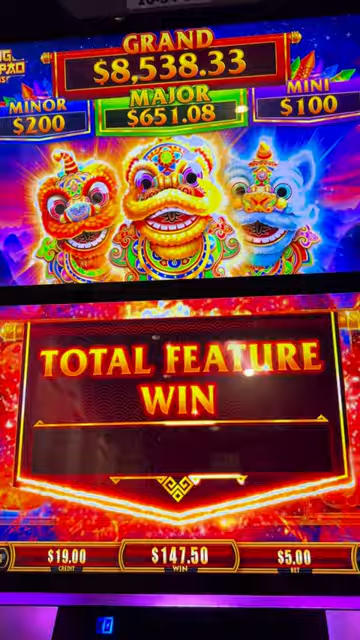 GRAND
$8,538.33
MINOR
$200
MAJOR
$651.08
MINI
$100
TOTAL FEATURE
WIN
$19.00
$147.50
$5.00
CREDIT
WIN
BET